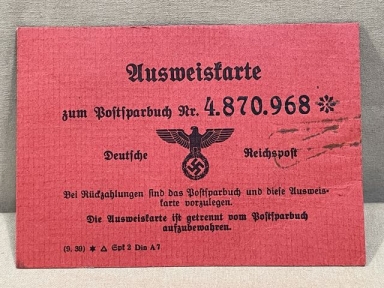 Ausweiskarte
zum Postsparbuch Nr. 4.870.968 ✻
Deutsche Reichspost
Bei Rückzahlungen sind das Postsparbuch und diese Ausweis-
karte vorzulegen.
Die Ausweiskarte ist getrennt vom Postsparbuch
aufzubewahren.
(9. 39) ✶ △ Spk 2 Din A 7